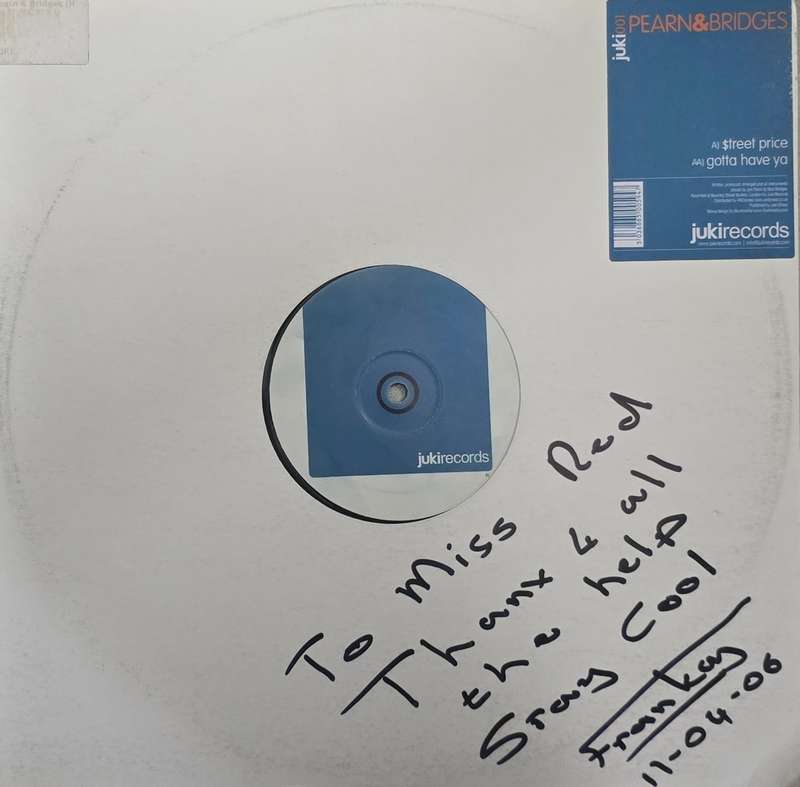 juki001 PEARN&BRIDGES
A) $treet price
AA) gotta have ya
jukirecords
jukirecords
To Miss Red
Thanx 4 all
the help
Stay Cool
Frankay
11-04-06